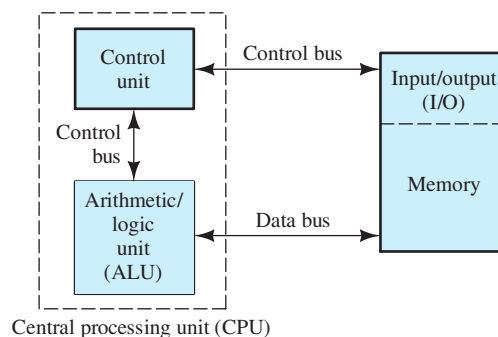 Control
unit
Control bus
Input/output
(I/O)
Control
bus
Memory
Arithmetic/
logic
unit
(ALU)
Data bus
Central processing unit (CPU)